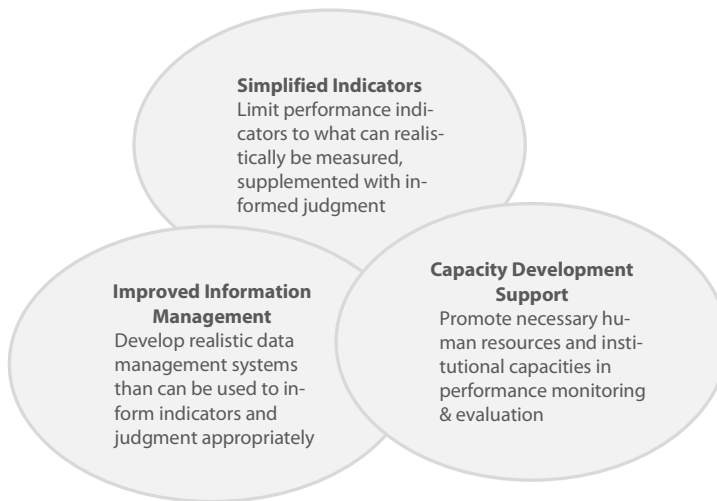 Simplified Indicators
Limit performance indi-
cators to what can realis-
tically be measured,
supplemented with in-
formed judgment
Improved Information
Management
Develop realistic data
management systems
than can be used to in-
form indicators and
judgment appropriately
Capacity Development
Support
Promote necessary hu-
man resources and insti-
tutional capacities in
performance monitoring
& evaluation